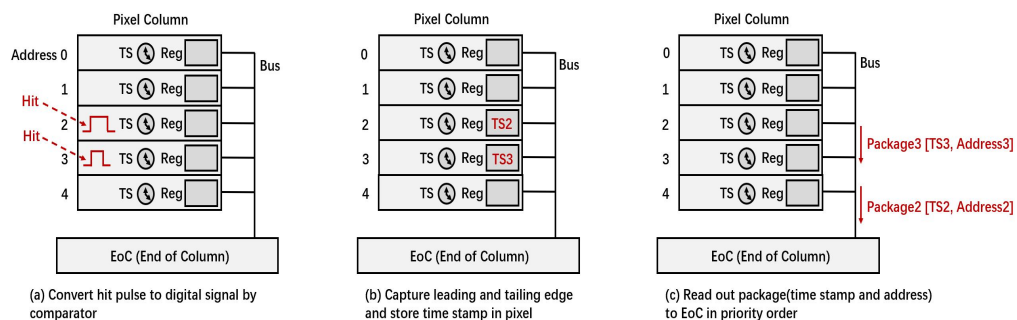 Pixel Column
Address 0 TS Reg
Bus
1 TS Reg
Hit
2 TS Reg
Hit
3 TS Reg
4 TS Reg
EoC (End of Column)
(a) Convert hit pulse to digital signal by
comparator
Pixel Column
0 TS Reg
Bus
1 TS Reg
2 TS Reg TS2
3 TS Reg TS3
4 TS Reg
EoC (End of Column)
(b) Capture leading and tailing edge
and store time stamp in pixel
Pixel Column
0 TS Reg
Bus
1 TS Reg
2 TS Reg
Package3 [TS3, Address3]
3 TS Reg
4 TS Reg
Package2 [TS2, Address2]
EoC (End of Column)
(c) Read out package(time stamp and address)
to EoC in priority order